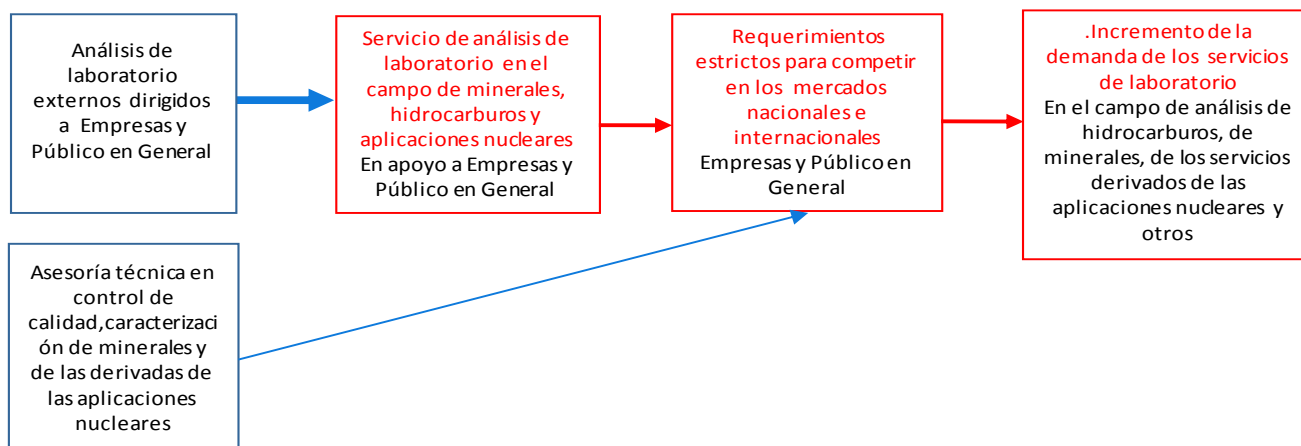 Análisis de
laboratorio
externos dirigidos
a Empresas y
Público en General
Servicio de análisis de
laboratorio en el
campo de minerales,
hidrocarburos y
aplicaciones nucleares
En apoyo a Empresas y
Público en General
Requerimientos
estrictos para competir
en los mercados
nacionales e
internacionales
Empresas y Público en
General
.Incremento de la
demanda de los servicios
de laboratorio
En el campo de análisis de
hidrocarburos, de
minerales, de los servicios
derivados de las
aplicaciones nucleares y
otros
Asesoría técnica en
control de
calidad,caracterizaci
ón de minerales y
de las derivadas de
las aplicaciones
nucleares